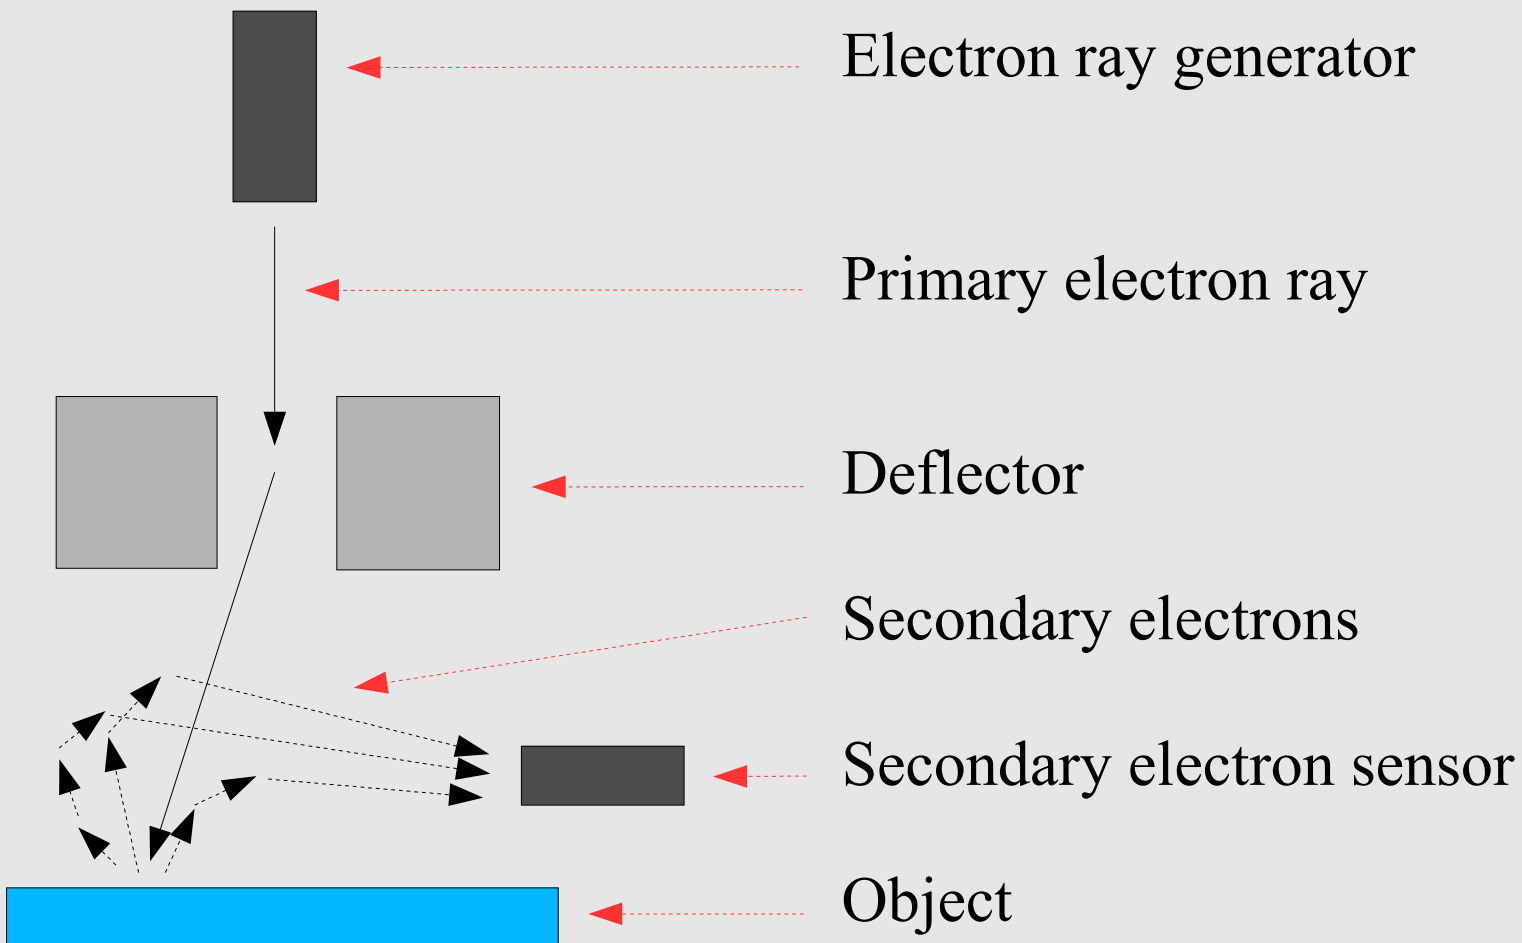 Electron ray generator
Primary electron ray
Deflector
Secondary electrons
Secondary electron sensor
Object